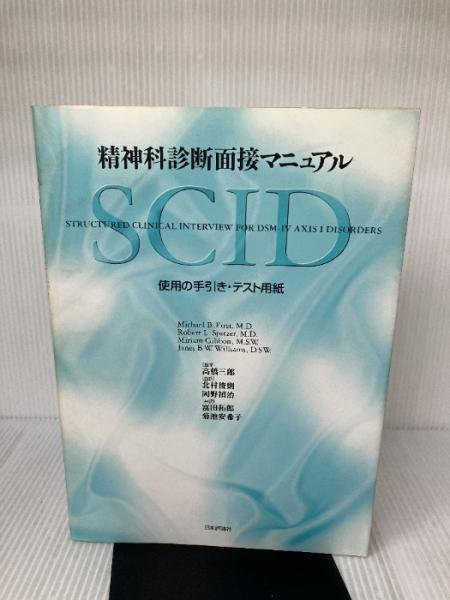 精神科診断面接マニュアル
SCID
STRUCTURED CLINICAL INTERVIEW FOR DSM-IV AXIS I DISORDERS
使用の手引き・テスト用紙
Michael B. First, M.D.
Robert L. Spitzer, M.D.
Miriam Gibbon, M.S.W.
Janet B.W. Williams, D.S.W.
高橋三郎
北村俊則
岡野禎治
富田拓郎
菊池安希子
日本評論社